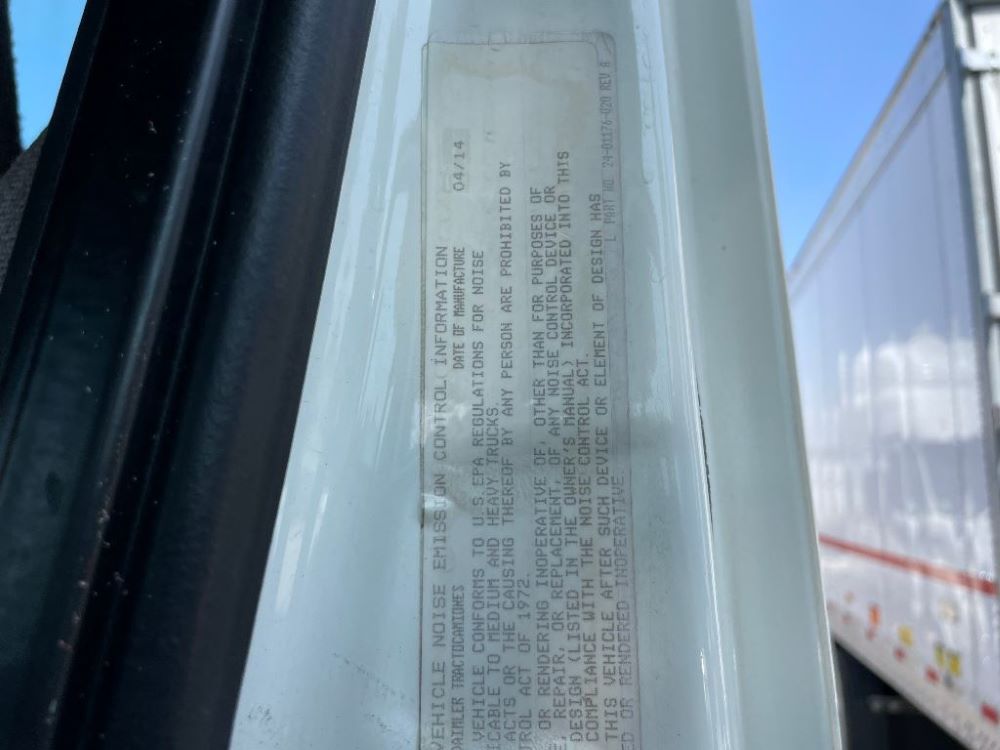 VEHICLE NOISE EMISSION CONTROL INFORMATION
DAIMLER TRACTOCAMIONES DATE OF MANUFACTURE 04/14
VEHICLE CONFORMS TO U.S.EPA REGULATIONS FOR NOISE
ICABLE TO MEDIUM AND HEAVY TRUCKS.
ACTS OR THE CAUSING THEREOF BY ANY PERSON ARE PROHIBITED BY
TROL ACT OF 1972.
OR RENDERING INOPERATIVE OF, OTHER THAN FOR PURPOSES OF
E, REPAIR, OR REPLACEMENT, OF ANY NOISE CONTROL DEVICE OR
DESIGN (LISTED IN THE OWNER'S MANUAL) INCORPORATED INTO THIS
COMPLIANCE WITH THE NOISE CONTROL ACT.
THIS VEHICLE AFTER SUCH DEVICE OR ELEMENT OF DESIGN HAS
ED OR RENDERED INOPERATIVE
PART NO. 24-01176-020 REV A